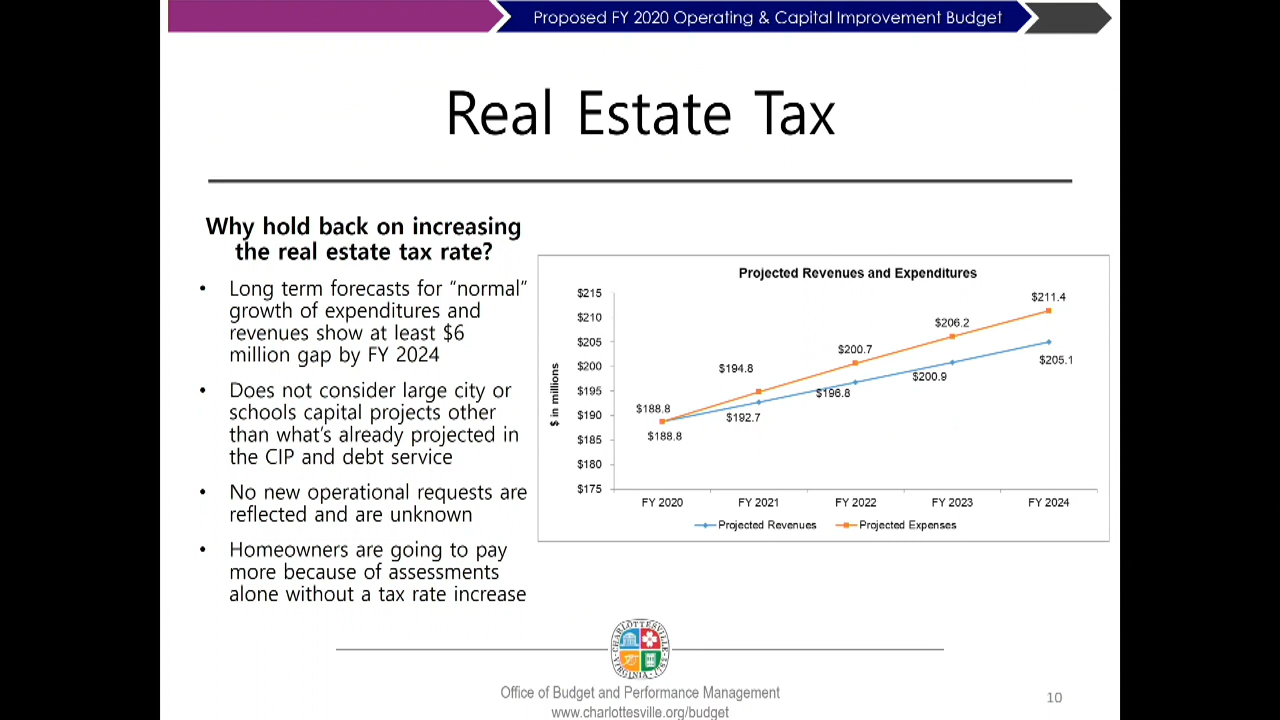 Proposed FY 2020 Operating & Capital Improvement Budget
Real Estate Tax
Why hold back on increasing
the real estate tax rate?
• Long term forecasts for “normal”
growth of expenditures and
revenues show at least $6
million gap by FY 2024
• Does not consider large city or
schools capital projects other
than what’s already projected in
the CIP and debt service
• No new operational requests are
reflected and are unknown
• Homeowners are going to pay
more because of assessments
alone without a tax rate increase
Projected Revenues and Expenditures
$ in millions
$215
$210
$205
$200
$195
$190
$185
$180
$175
$188.8
$194.8
$200.7
$206.2
$211.4
$188.8
$192.7
$196.8
$200.9
$205.1
FY 2020 FY 2021 FY 2022 FY 2023 FY 2024
Projected Revenues Projected Expenses
CHARLOTTESVILLE
VIRGINIA 1762
Office of Budget and Performance Management
www.charlottesville.org/budget
10